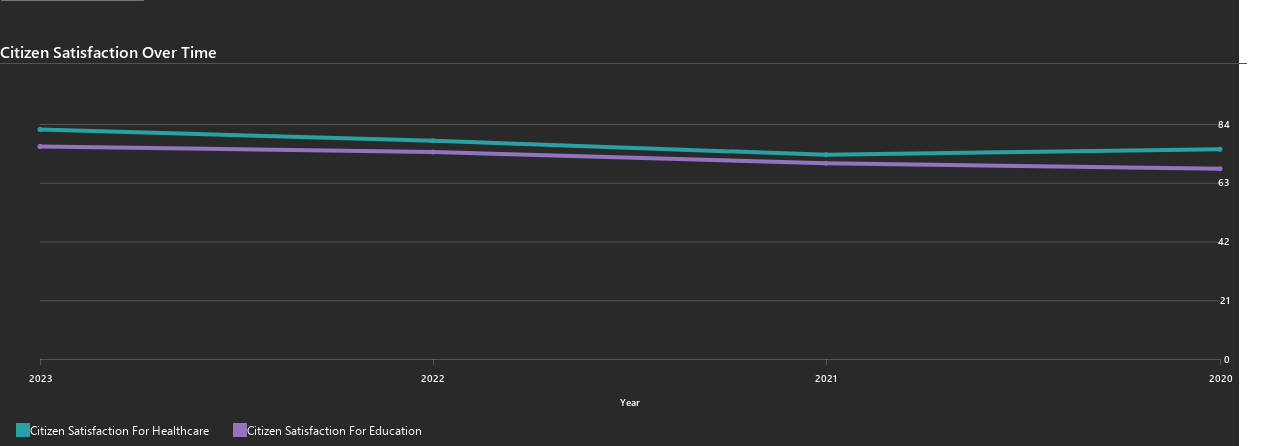 Citizen Satisfaction Over Time
84
63
42
21
0
2023 2022 2021 2020
Year
Citizen Satisfaction For Healthcare Citizen Satisfaction For Education